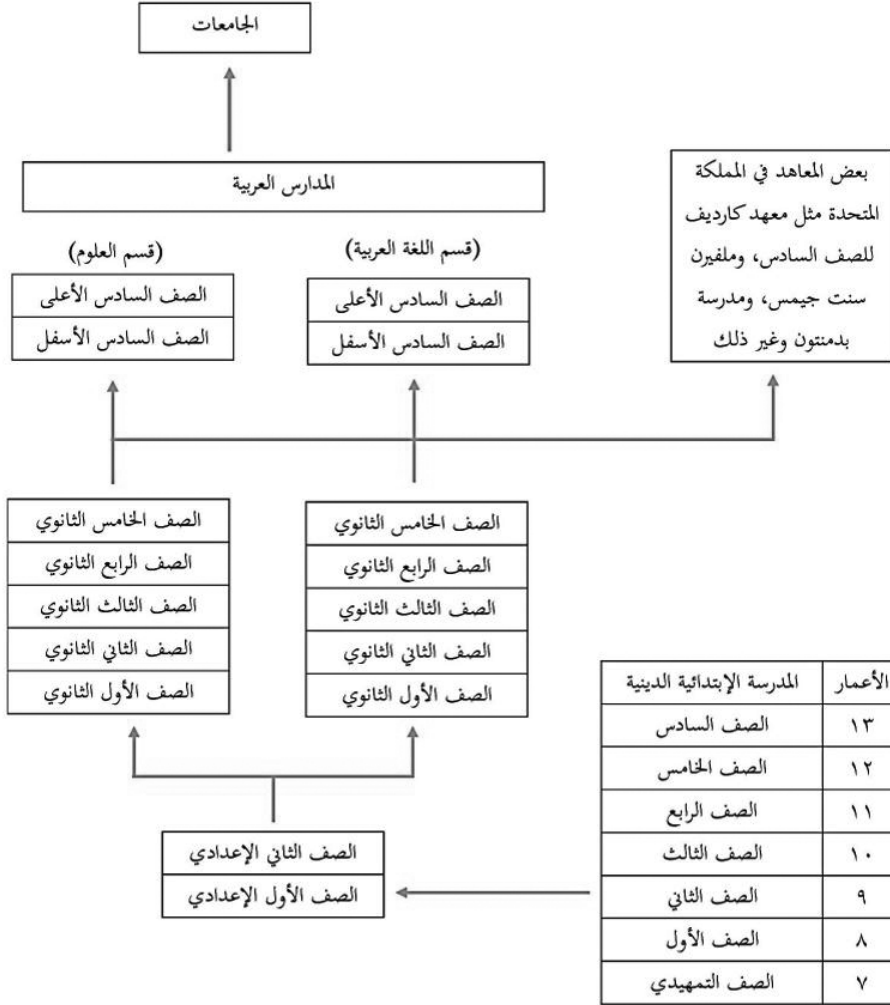 الجامعات
المدارس العربية
بعض المعاهد في المملكة
المتحدة مثل معهد كارديف
للصف السادس، وملفيرن
سنت جيمس، ومدرسة
بدمنتون وغير ذلك
(قسم اللغة العربية)
الصف السادس الأعلى
الصف السادس الأسفل
(قسم العلوم)
الصف السادس الأعلى
الصف السادس الأسفل
الصف الخامس الثانوي
الصف الرابع الثانوي
الصف الثالث الثانوي
الصف الثاني الثانوي
الصف الأول الثانوي
الصف الخامس الثانوي
الصف الرابع الثانوي
الصف الثالث الثانوي
الصف الثاني الثانوي
الصف الأول الثانوي
الأعمار المدرسة الإبتدائية الدينية
١٣ الصف السادس
١٢ الصف الخامس
١١ الصف الرابع
١٠ الصف الثالث
٩ الصف الثاني
٨ الصف الأول
٧ الصف التمهيدي
الصف الثاني الإعدادي
الصف الأول الإعدادي